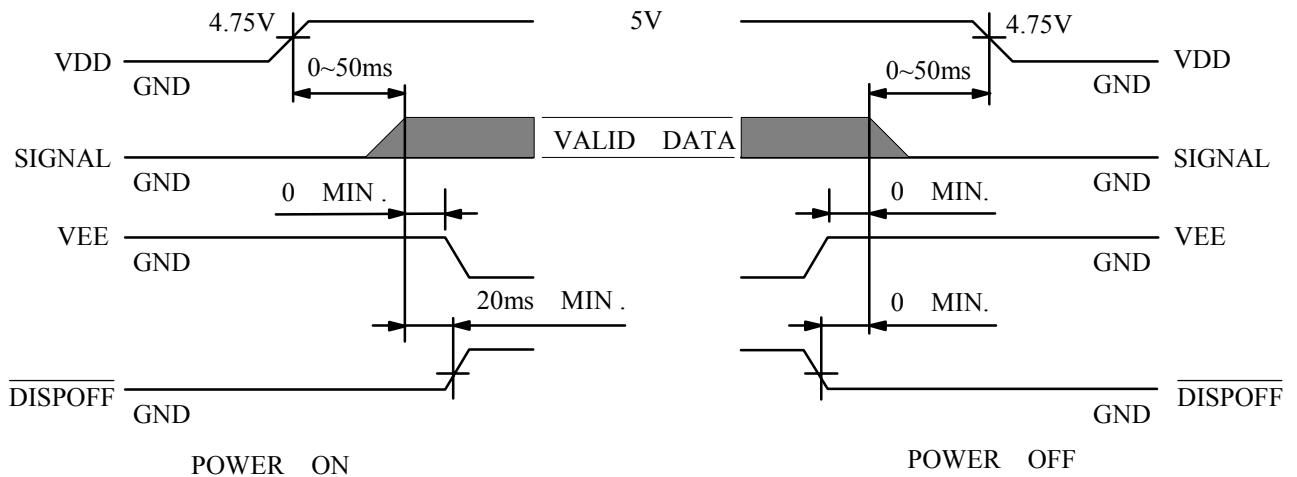 4.75V 5V 4.75V
VDD 0~50ms 0~50ms VDD
GND GND
VALID DATA
SIGNAL SIGNAL
GND GND
0 MIN . 0 MIN.
VEE VEE
GND GND
20ms MIN . 0 MIN.
DISPOFF DISPOFF
GND GND
POWER ON POWER OFF